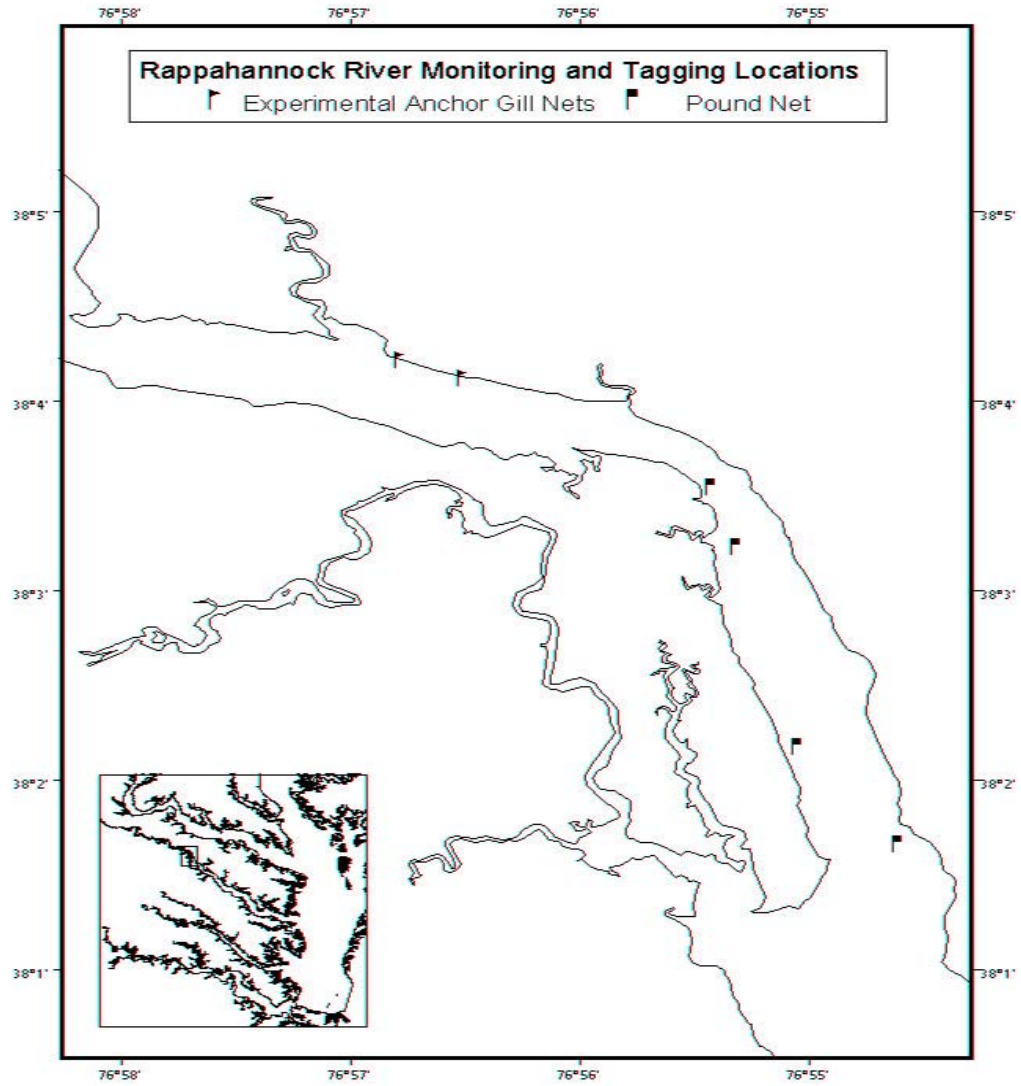 76°58' 76°57' 76°56' 76°55'
Rappahannock River Monitoring and Tagging Locations
Experimental Anchor Gill Nets Pound Net
38°5' 38°5'
38°4' 38°4'
38°3' 38°3'
38°2' 38°2'
38°1' 38°1'
76°58' 76°57' 76°56' 76°55'